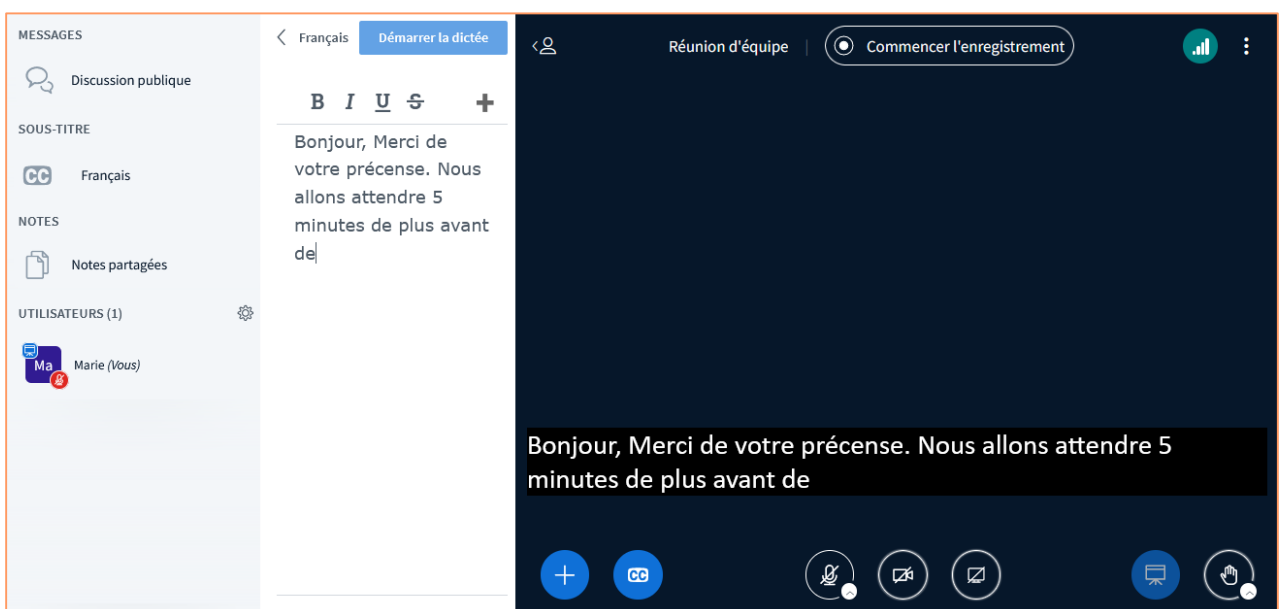 MESSAGES
Discussion publique
SOUS-TITRE
CC
Français
NOTES
Notes partagées
UTILISATEURS (1)
Ma
Marie (Vous)
Français
Démarrer la dictée
B I U S
Bonjour, Merci de
votre précense. Nous
allons attendre 5
minutes de plus avant
de
Réunion d'équipe
Commencer l'enregistrement
Bonjour, Merci de votre précense. Nous allons attendre 5
minutes de plus avant de
CC